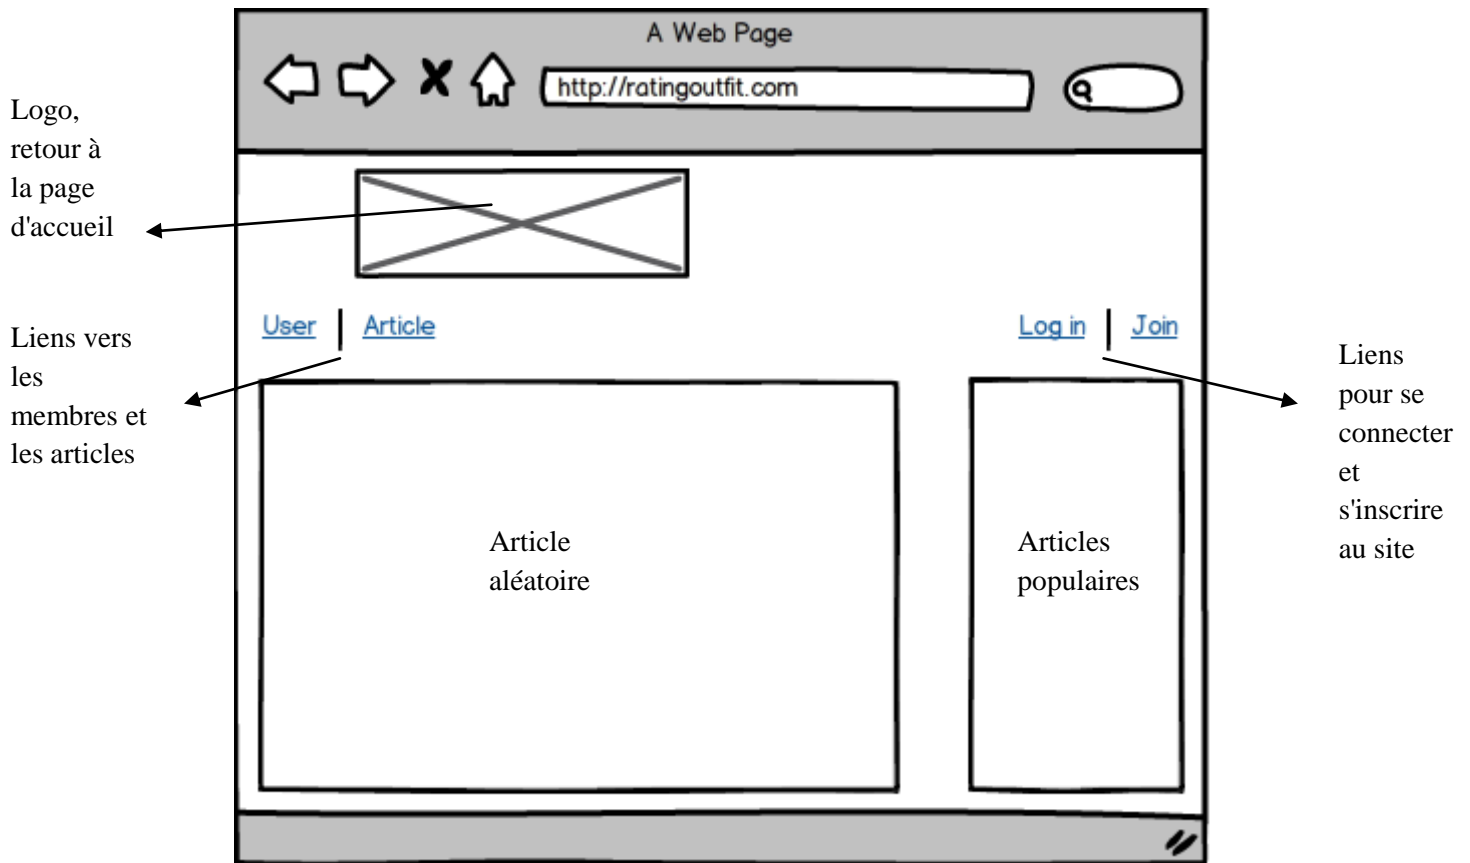 A Web Page
http://ratingoutfit.com
Logo,
retour à
la page
d'accueil
User
Article
Log in
Join
Liens vers
les
membres et
les articles
Liens
pour se
connecter
et
s'inscrire
au site
Article
aléatoire
Articles
populaires